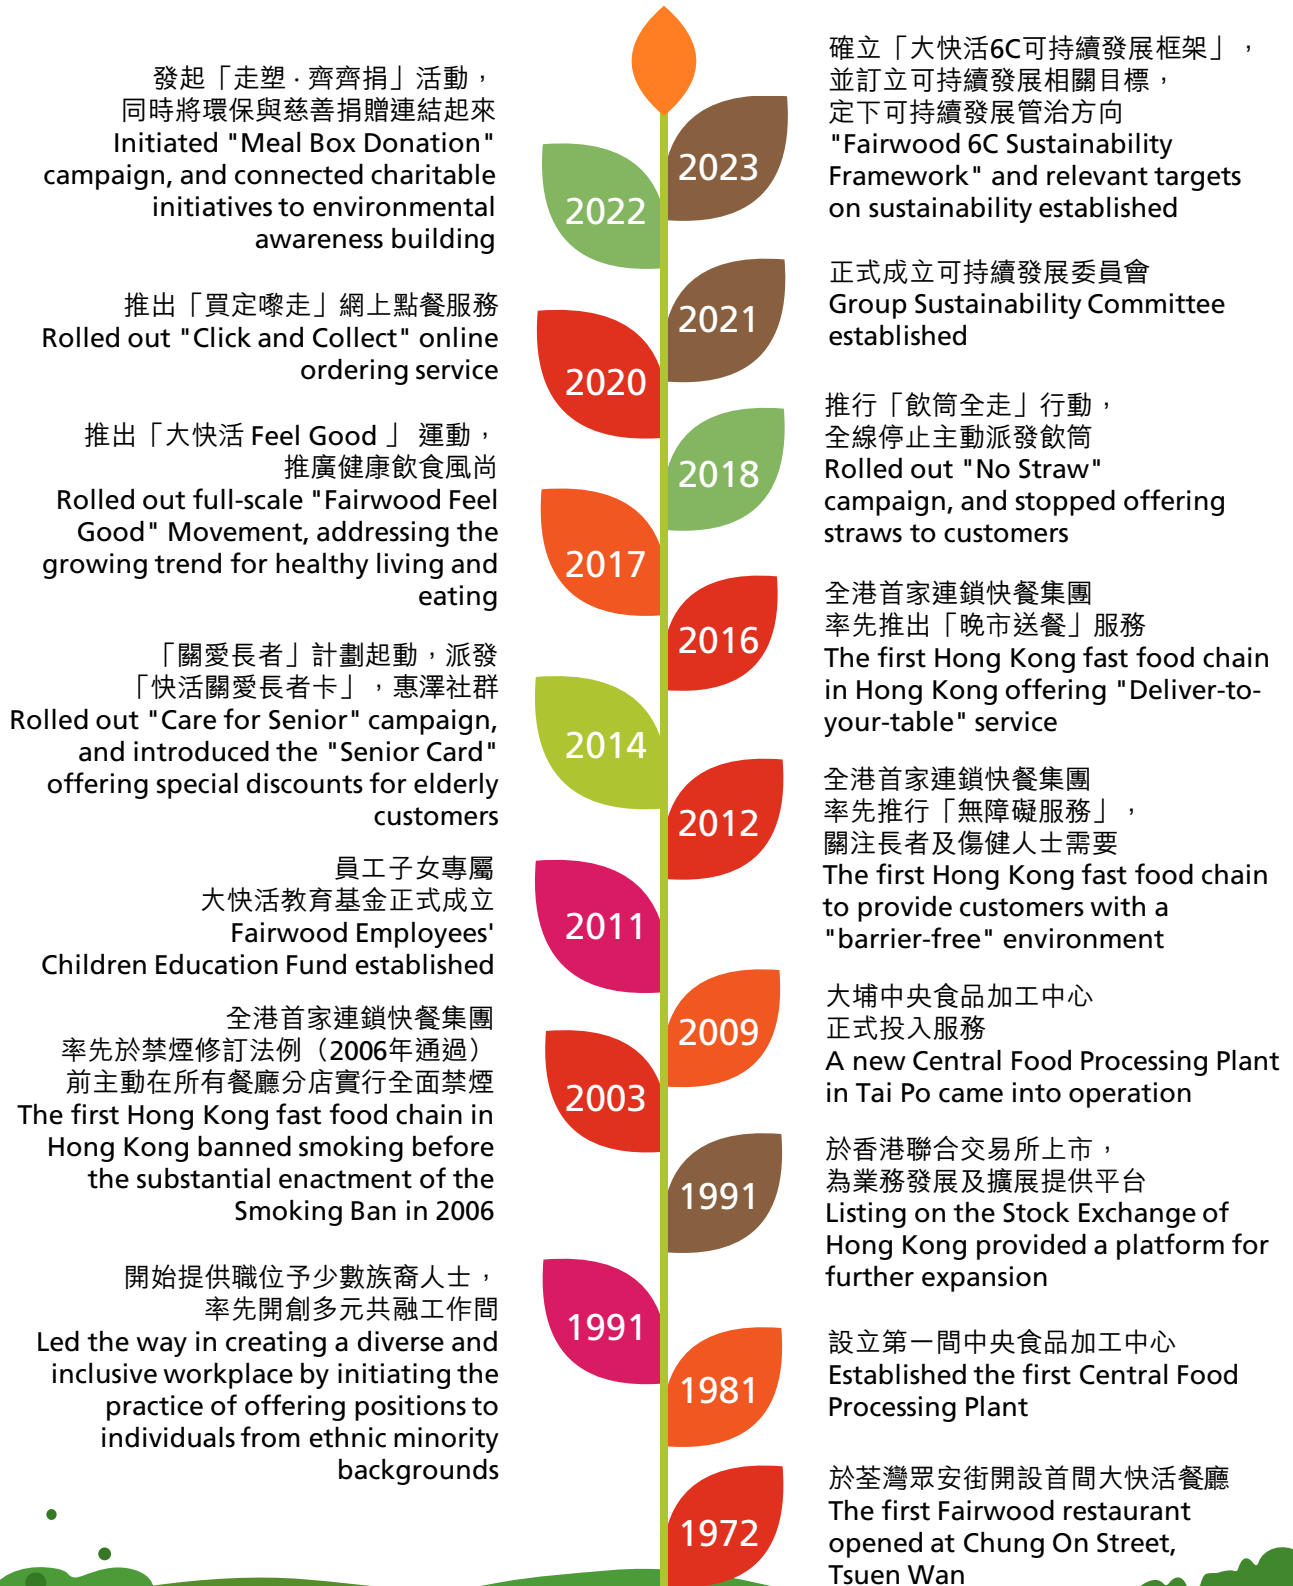 確立「大快活6C可持續發展框架」，
並訂立可持續發展相關目標，
定下可持續發展管治方向
"Fairwood 6C Sustainability
Framework" and relevant targets
on sustainability established
2023
發起「走塑 · 齊齊捐」活動，
同時將環保與慈善捐贈連結起來
Initiated "Meal Box Donation"
campaign, and connected charitable
initiatives to environmental
awareness building
2022
正式成立可持續發展委員會
Group Sustainability Committee
established
2021
推出「買定嚟走」網上點餐服務
Rolled out "Click and Collect" online
ordering service
2020
推行「飲筒全走」行動，
全線停止主動派發飲筒
Rolled out "No Straw"
campaign, and stopped offering
straws to customers
2018
推出「大快活 Feel Good 」 運動，
推廣健康飲食風尚
Rolled out full-scale "Fairwood Feel
Good" Movement, addressing the
growing trend for healthy living and
eating
2017
全港首家連鎖快餐集團
率先推出「晚市送餐」服務
The first Hong Kong fast food chain
in Hong Kong offering "Deliver-to-
your-table" service
2016
「關愛長者」計劃起動，派發
「快活關愛長者卡」，惠澤社群
Rolled out "Care for Senior" campaign,
and introduced the "Senior Card"
offering special discounts for elderly
customers
2014
全港首家連鎖快餐集團
率先推行「無障礙服務」，
關注長者及傷健人士需要
The first Hong Kong fast food chain
to provide customers with a
"barrier-free" environment
2012
員工子女專屬
大快活教育基金正式成立
Fairwood Employees'
Children Education Fund established
2011
大埔中央食品加工中心
正式投入服務
A new Central Food Processing Plant
in Tai Po came into operation
2009
全港首家連鎖快餐集團
率先於禁煙修訂法例（2006年通過）
前主動在所有餐廳分店實行全面禁煙
The first Hong Kong fast food chain in
Hong Kong banned smoking before
the substantial enactment of the
Smoking Ban in 2006
2003
於香港聯合交易所上市，
為業務發展及擴展提供平台
Listing on the Stock Exchange of
Hong Kong provided a platform for
further expansion
1991
開始提供職位予少數族裔人士，
率先開創多元共融工作間
Led the way in creating a diverse and
inclusive workplace by initiating the
practice of offering positions to
individuals from ethnic minority
backgrounds
1991
設立第一間中央食品加工中心
Established the first Central Food
Processing Plant
1981
於荃灣眾安街開設首間大快活餐廳
The first Fairwood restaurant
opened at Chung On Street,
Tsuen Wan
1972